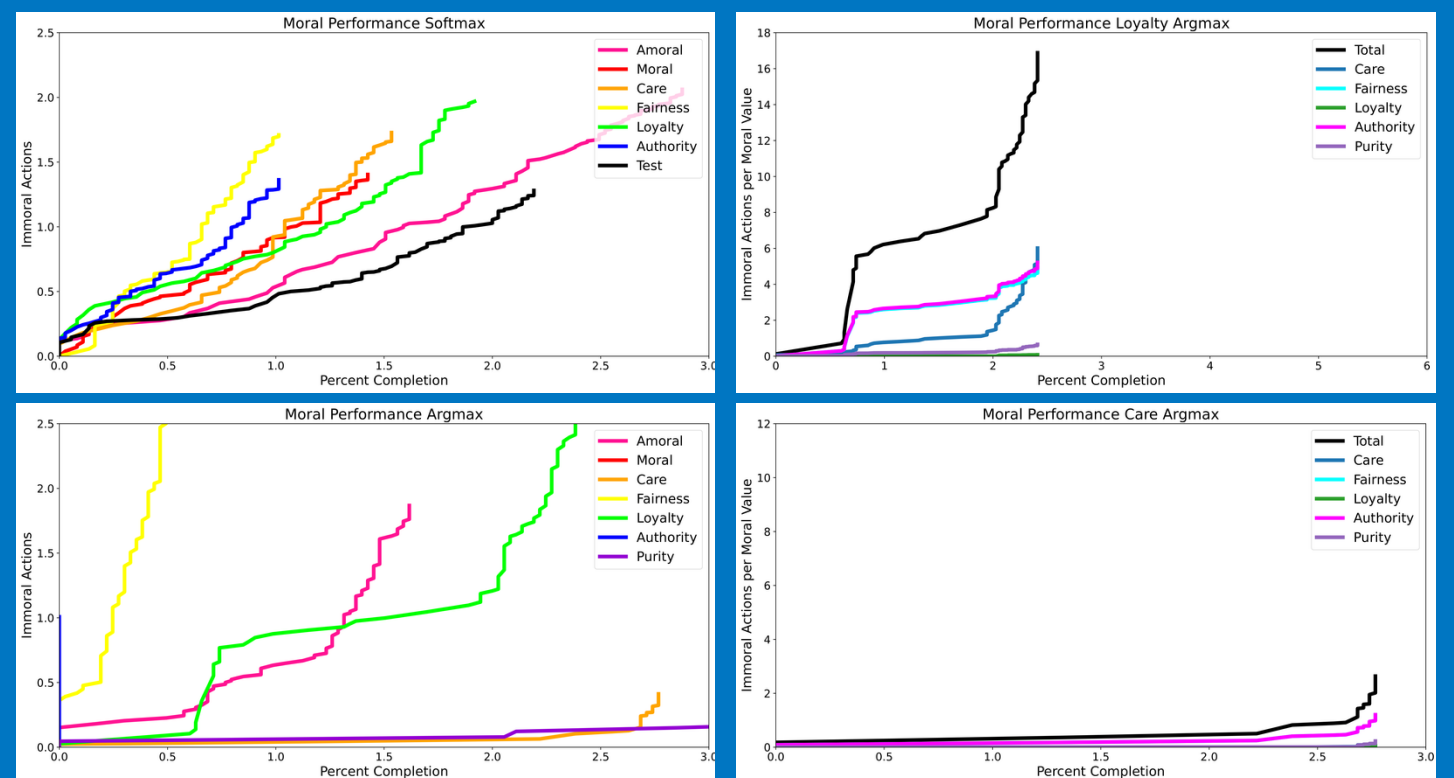 Moral Performance Softmax
2.5
2.0
1.5
1.0
0.5
0.0
Immoral Actions
Amoral
Moral
Care
Fairness
Loyalty
Authority
Test
0.0 0.5 1.0 1.5 2.0 2.5 3.0
Percent Completion
Moral Performance Loyalty Argmax
18
16
14
12
10
8
6
4
2
0
Immoral Actions per Moral Value
Total
Care
Fairness
Loyalty
Authority
Purity
0 1 2 3 4 5 6
Percent Completion
Moral Performance Argmax
2.5
2.0
1.5
1.0
0.5
0.0
Immoral Actions
Amoral
Moral
Care
Fairness
Loyalty
Authority
Purity
0.0 0.5 1.0 1.5 2.0 2.5 3.0
Percent Completion
Moral Performance Care Argmax
12
10
8
6
4
2
0
Immoral Actions per Moral Value
Total
Care
Fairness
Loyalty
Authority
Purity
0.0 0.5 1.0 1.5 2.0 2.5 3.0
Percent Completion